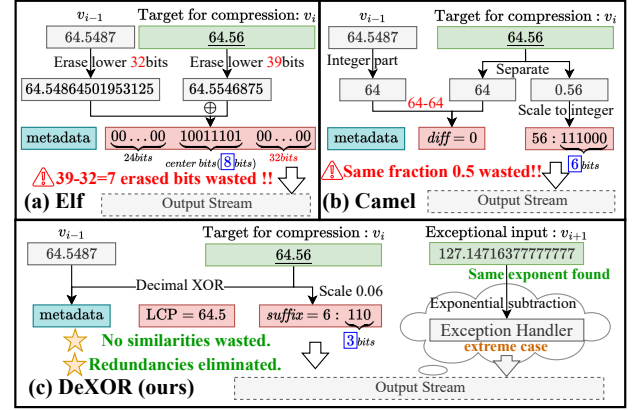 v_{i−1}
Target for compression: v_i
64.5487
64.56
Erase lower 32bits
Erase lower 39bits
64.54864501953125
64.5546875
⊕
metadata
00 ... 00
10011101
00 ... 00
24bits
center bits(8bits)
32bits
39-32=7 erased bits wasted !!
(a) Elf
Output Stream
v_{i−1}
Target for compression : v_i
64.5487
64.56
Integer part
Separate
64
64
0.56
64-64
Scale to integer
metadata
diff = 0
56 : 111000
Same fraction 0.5 wasted!!
6bits
(b) Camel
Output Stream
v_{i−1}
Target for compression : v_i
Exceptional input : v_{i+1}
64.5487
64.56
127.14716377777777
Same exponent found
Decimal XOR
Scale 0.06
Exponential subtraction
metadata
LCP = 64.5
suffix = 6 : 110
3bits
Exception Handler
extreme case
No similarities wasted.
Redundancies eliminated.
(c) DeXOR (ours)
Output Stream